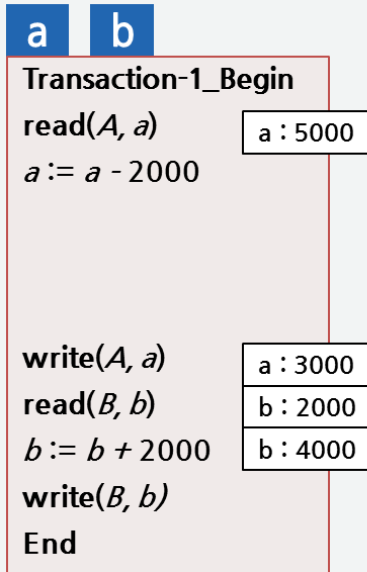 a b
Transaction-1_Begin
read(A, a) a : 5000
a := a - 2000
write(A, a) a : 3000
read(B, b) b : 2000
b := b + 2000 b : 4000
write(B, b)
End